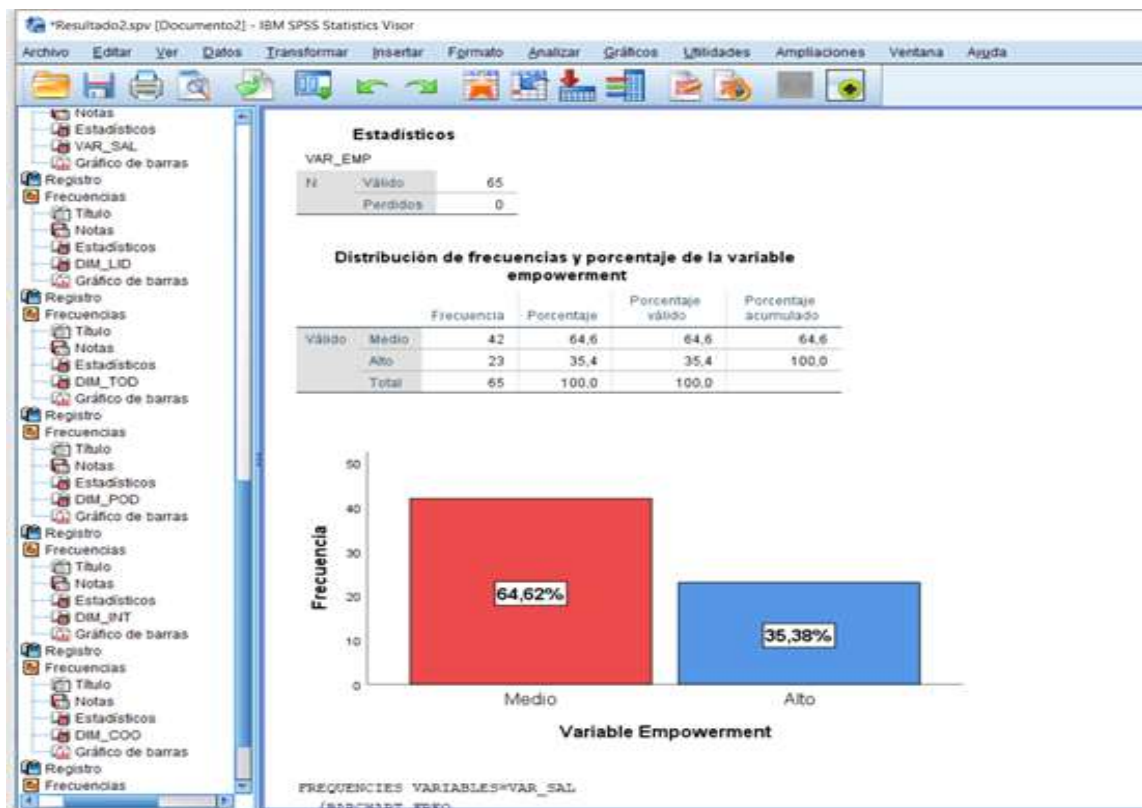 *Resultado2.spv [Documento2] - IBM SPSS Statistics Visor
Archivo Editar Ver Datos Transformar Insertar Formato Analizar Gráficos Utilidades Ampliaciones Ventana Ayuda
Notas
Estadísticos
VAR_SAL
Gráfico de barras
Registro
Frecuencias
Título
Notas
Estadísticos
DIM_LID
Gráfico de barras
Registro
Frecuencias
Título
Notas
Estadísticos
DIM_TOD
Gráfico de barras
Registro
Frecuencias
Título
Notas
Estadísticos
DIM_POD
Gráfico de barras
Registro
Frecuencias
Título
Notas
Estadísticos
DIM_INT
Gráfico de barras
Registro
Frecuencias
Título
Notas
Estadísticos
DIM_COO
Gráfico de barras
Registro
Frecuencias
Estadísticos
VAR_EMP
N Válido 65
Perdidos 0
Distribución de frecuencias y porcentaje de la variable
empowerment
Frecuencia Porcentaje Porcentaje válido Porcentaje acumulado
Válido Medio 42 64,6 64,6 64,6
Alto 23 35,4 35,4 100,0
Total 65 100,0 100,0
Frecuencia
50
40
30
20
10
0
64,62%
35,38%
Medio Alto
Variable Empowerment
FREQUENCIES VARIABLES=VAR_SAL
/BARCHART FREQ